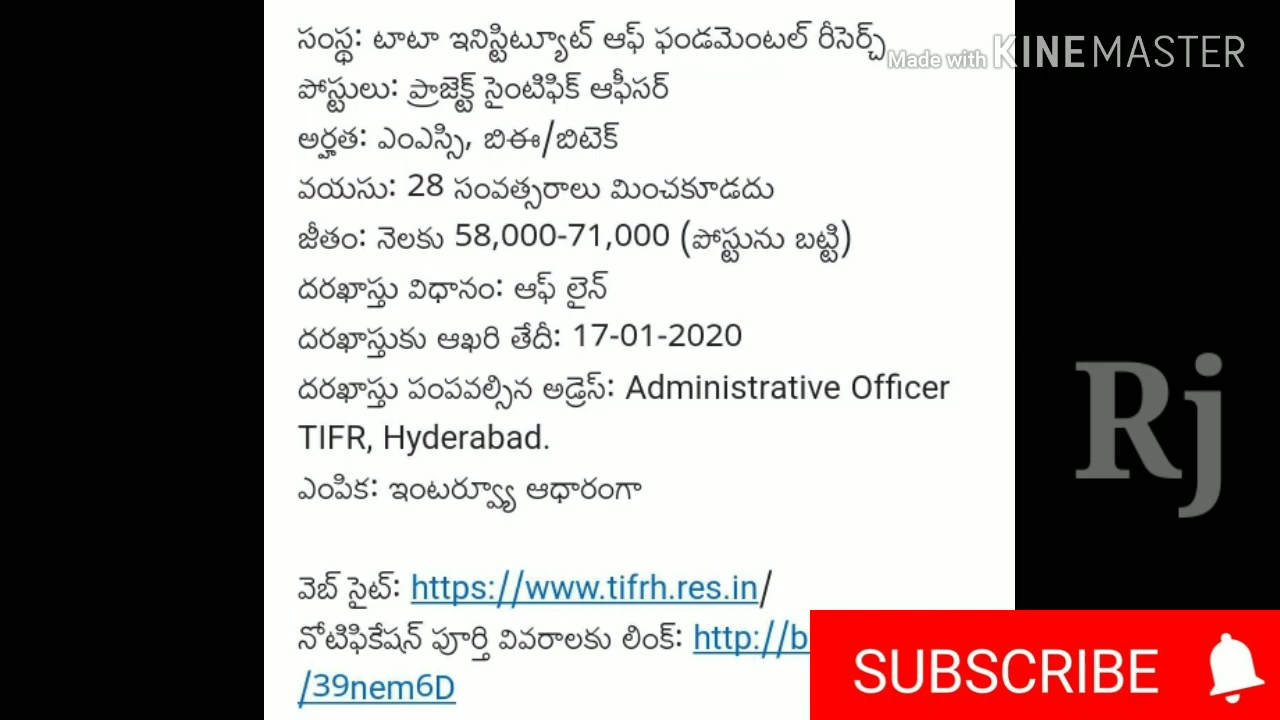 సంస్థ: టాటా ఇనిస్టిట్యూట్ ఆఫ్ ఫండమెంటల్ రీసెర్చ్
Made with KINEMASTER
పోస్టులు: ప్రాజెక్ట్ సైంటిఫిక్ ఆఫీసర్
అర్హత: ఎంఎస్సి, బిఈ/బిటెక్
వయసు: 28 సంవత్సరాలు మించకూడదు
జీతం: నెలకు 58,000-71,000 (పోస్టును బట్టి)
దరఖాస్తు విధానం: ఆఫ్ లైన్
దరఖాస్తుకు ఆఖరి తేదీ: 17-01-2020
దరఖాస్తు పంపవల్సిన అడ్రెస్: Administrative Officer
TIFR, Hyderabad.
Rj
ఎంపిక: ఇంటర్వ్యూ ఆధారంగా
వెబ్ సైట్: https://www.tifrh.res.in/
నోటిఫికేషన్ పూర్తి వివరాలకు లింక్: http://b
/39nem6D
SUBSCRIBE